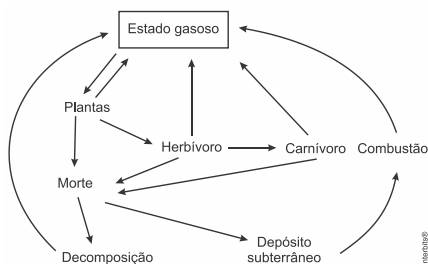 Estado gasoso
Plantas
Herbívoro
Carnívoro
Combustão
Morte
Decomposição
Depósito
subterrâneo
nterbits®